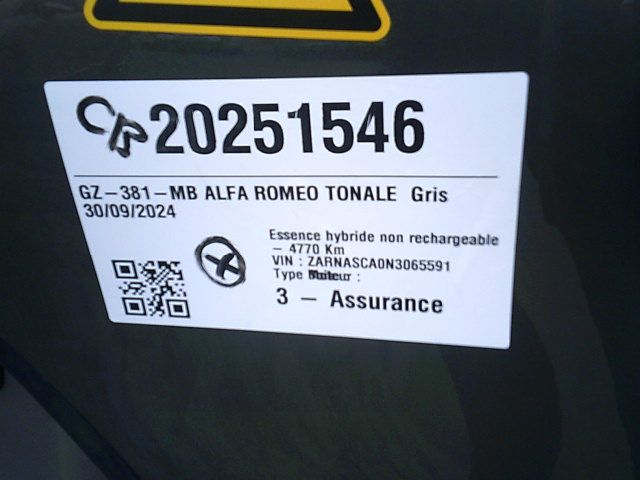 CB 20251546
GZ-381-MB ALFA ROMEO TONALE Gris
30/09/2024
Essence hybride non rechargeable
- 4770 Km
VIN : ZARNASCA0N3065591
Type :
3 - Assurance